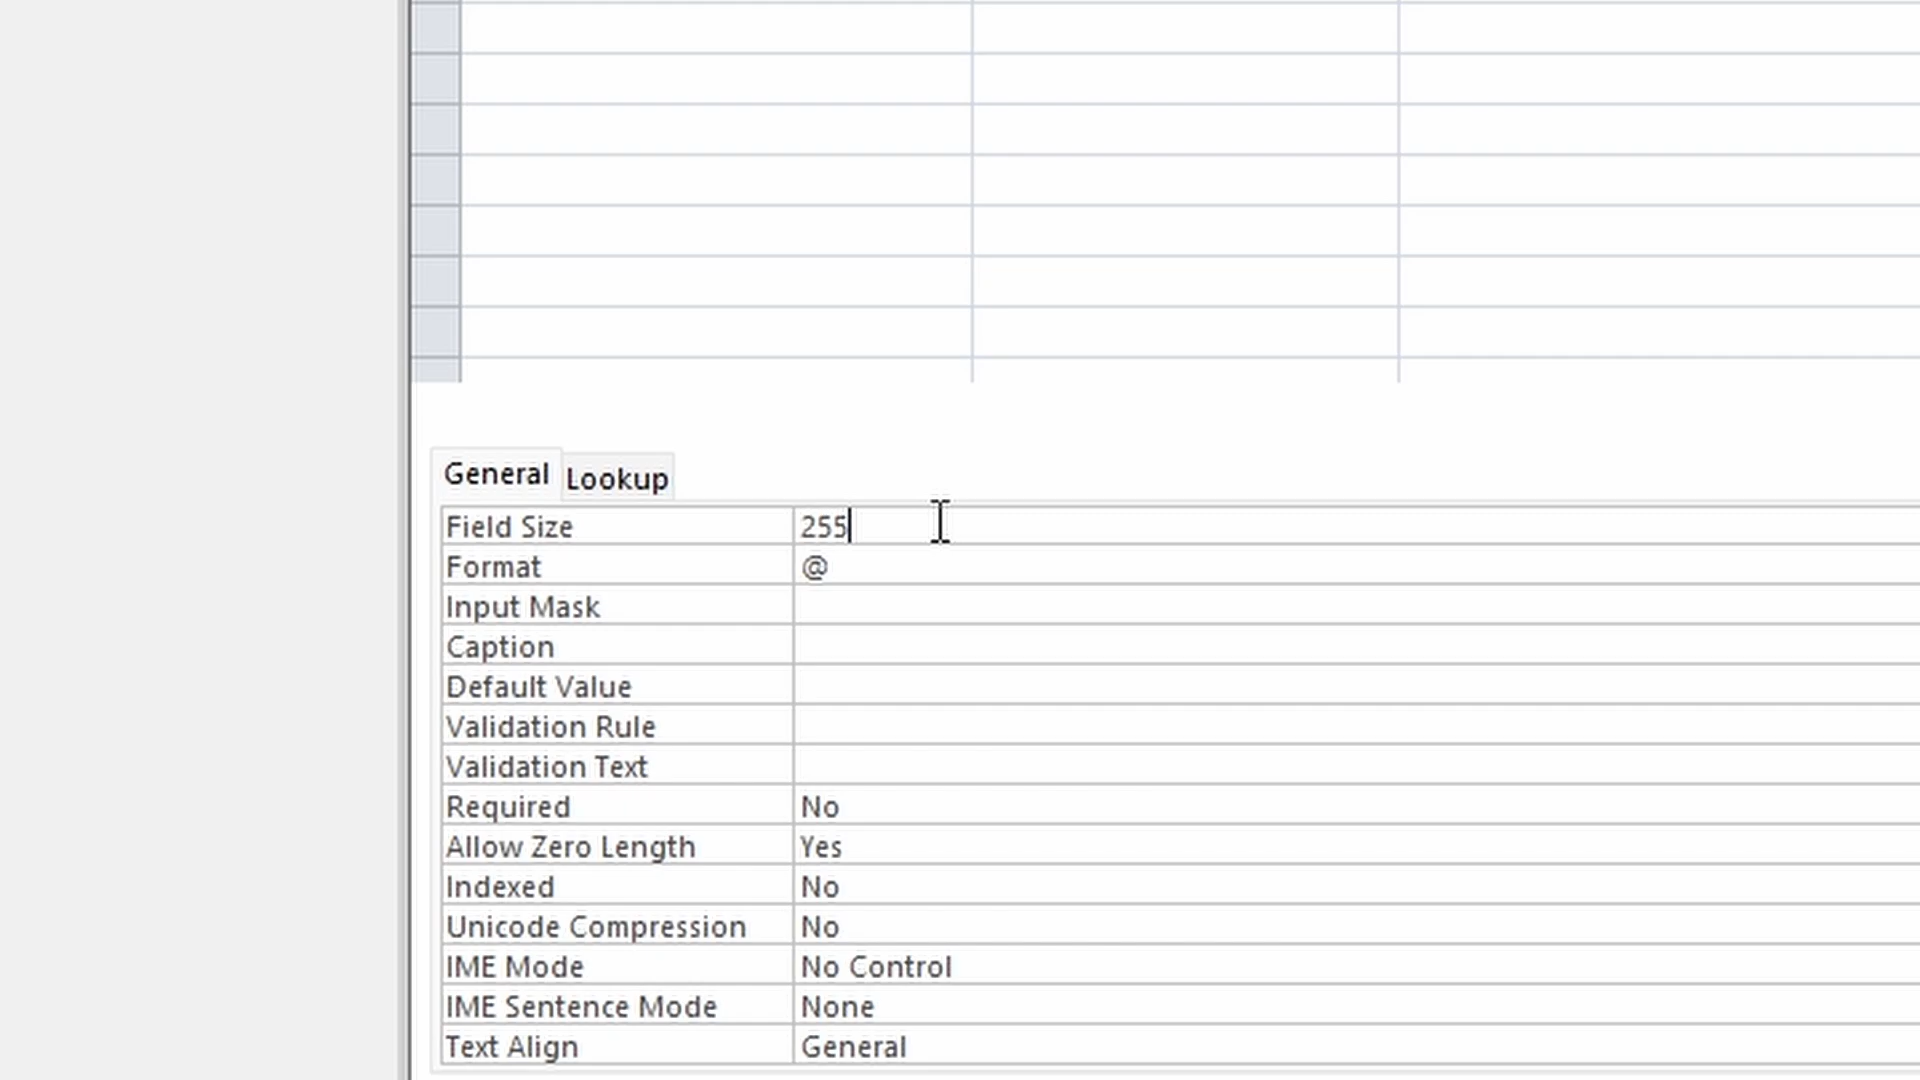 General Lookup
Field Size 255
Format @
Input Mask
Caption
Default Value
Validation Rule
Validation Text
Required No
Allow Zero Length Yes
Indexed No
Unicode Compression No
IME Mode No Control
IME Sentence Mode None
Text Align General